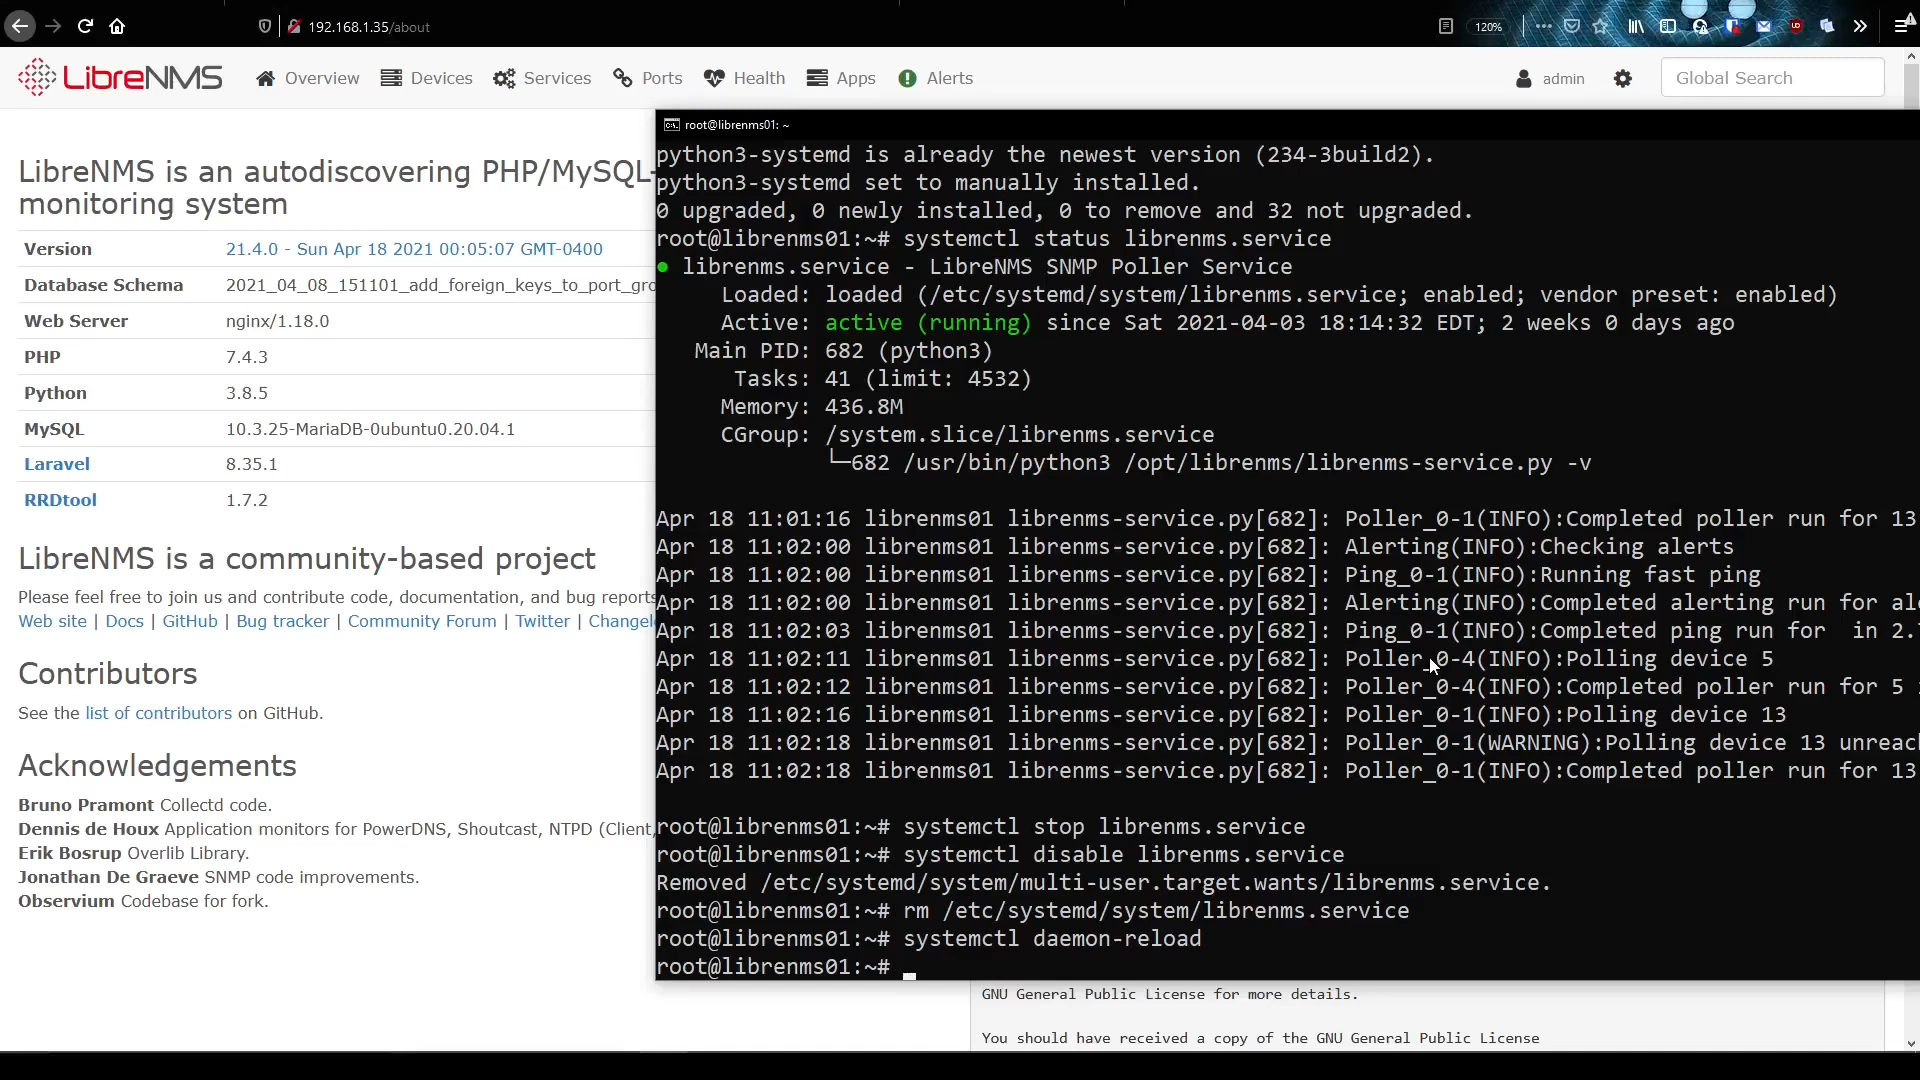 192.168.1.35/about
120%
LibreNMS
Overview
Devices
Services
Ports
Health
Apps
Alerts
admin
Global Search
LibreNMS is an autodiscovering PHP/MySQL-
monitoring system
Version 21.4.0 - Sun Apr 18 2021 00:05:07 GMT-0400
Database Schema 2021_04_08_151101_add_foreign_keys_to_port_gro
Web Server nginx/1.18.0
PHP 7.4.3
Python 3.8.5
MySQL 10.3.25-MariaDB-0ubuntu0.20.04.1
Laravel 8.35.1
RRDtool 1.7.2
LibreNMS is a community-based project
Please feel free to join us and contribute code, documentation, and bug reports
Web site | Docs | GitHub | Bug tracker | Community Forum | Twitter | Changel
Contributors
See the list of contributors on GitHub.
Acknowledgements
Bruno Pramont Collectd code.
Dennis de Houx Application monitors for PowerDNS, Shoutcast, NTPD (Client,
Erik Bosrup Overlib Library.
Jonathan De Graeve SNMP code improvements.
Observium Codebase for fork.
root@librenms01: ~
python3-systemd is already the newest version (234-3build2).
python3-systemd set to manually installed.
0 upgraded, 0 newly installed, 0 to remove and 32 not upgraded.
root@librenms01:~# systemctl status librenms.service
● librenms.service - LibreNMS SNMP Poller Service
Loaded: loaded (/etc/systemd/system/librenms.service; enabled; vendor preset: enabled)
Active: active (running) since Sat 2021-04-03 18:14:32 EDT; 2 weeks 0 days ago
Main PID: 682 (python3)
Tasks: 41 (limit: 4532)
Memory: 436.8M
CGroup: /system.slice/librenms.service
└─682 /usr/bin/python3 /opt/librenms/librenms-service.py -v
Apr 18 11:01:16 librenms01 librenms-service.py[682]: Poller_0-1(INFO):Completed poller run for 13
Apr 18 11:02:00 librenms01 librenms-service.py[682]: Alerting(INFO):Checking alerts
Apr 18 11:02:00 librenms01 librenms-service.py[682]: Ping_0-1(INFO):Running fast ping
Apr 18 11:02:00 librenms01 librenms-service.py[682]: Alerting(INFO):Completed alerting run for ale
Apr 18 11:02:03 librenms01 librenms-service.py[682]: Ping_0-1(INFO):Completed ping run for  in 2.
Apr 18 11:02:11 librenms01 librenms-service.py[682]: Poller_0-4(INFO):Polling device 5
Apr 18 11:02:12 librenms01 librenms-service.py[682]: Poller_0-4(INFO):Completed poller run for 5
Apr 18 11:02:16 librenms01 librenms-service.py[682]: Poller_0-1(INFO):Polling device 13
Apr 18 11:02:18 librenms01 librenms-service.py[682]: Poller_0-1(WARNING):Polling device 13 unreac
Apr 18 11:02:18 librenms01 librenms-service.py[682]: Poller_0-1(INFO):Completed poller run for 13
root@librenms01:~# systemctl stop librenms.service
root@librenms01:~# systemctl disable librenms.service
Removed /etc/systemd/system/multi-user.target.wants/librenms.service.
root@librenms01:~# rm /etc/systemd/system/librenms.service
root@librenms01:~# systemctl daemon-reload
root@librenms01:~#
GNU General Public License for more details.
You should have received a copy of the GNU General Public License